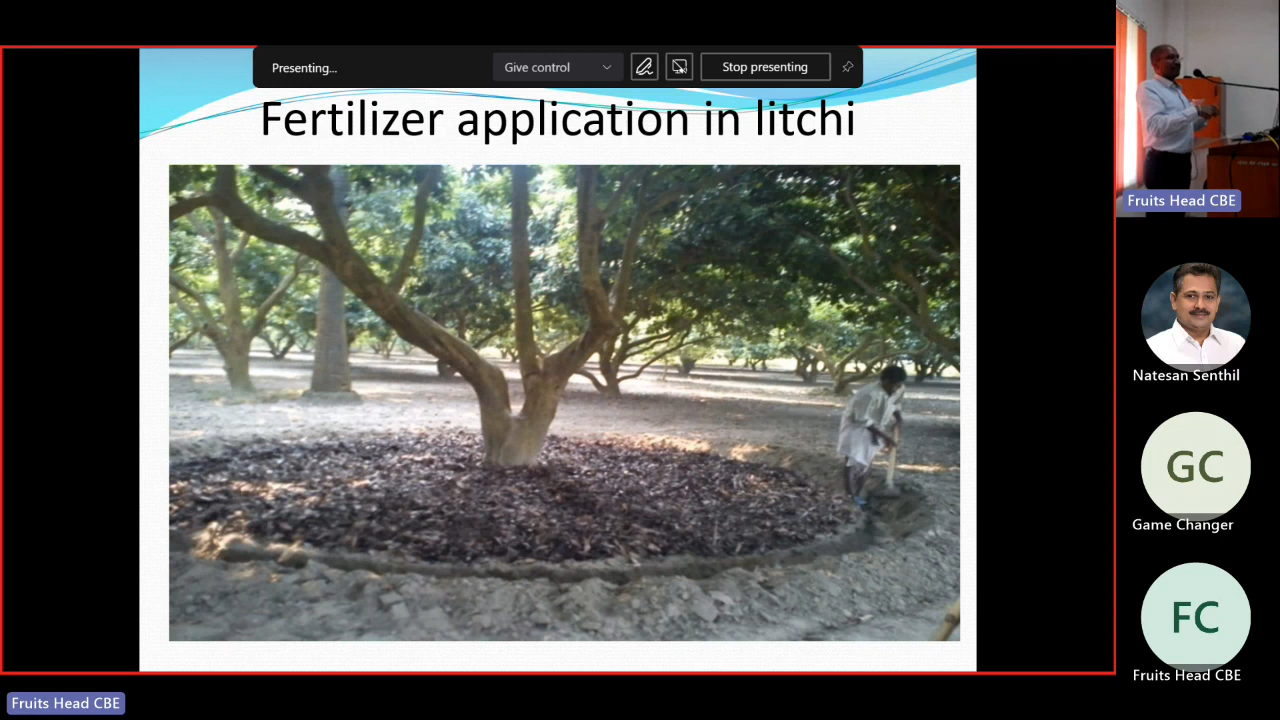 Presenting...
Give control
Stop presenting
Fertilizer application in litchi
Fruits Head CBE
Natesan Senthil
GC
Game Changer
FC
Fruits Head CBE
Fruits Head CBE